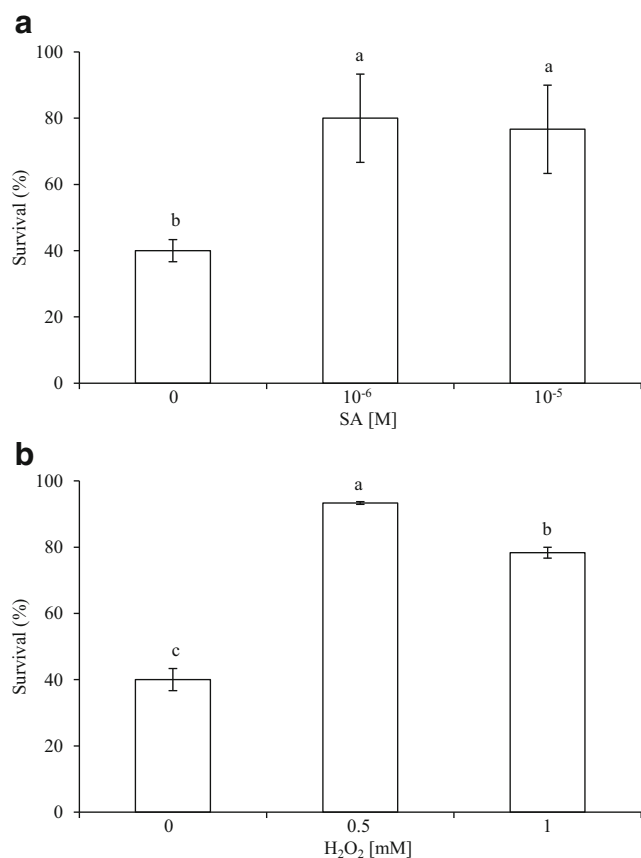 a
100
80
60
40
20
0
Survival (%)
b
a
a
0 10⁻⁶ 10⁻⁵
SA [M]
b
100
80
60
40
20
0
Survival (%)
c
a
b
0 0.5 1
H₂O₂ [mM]